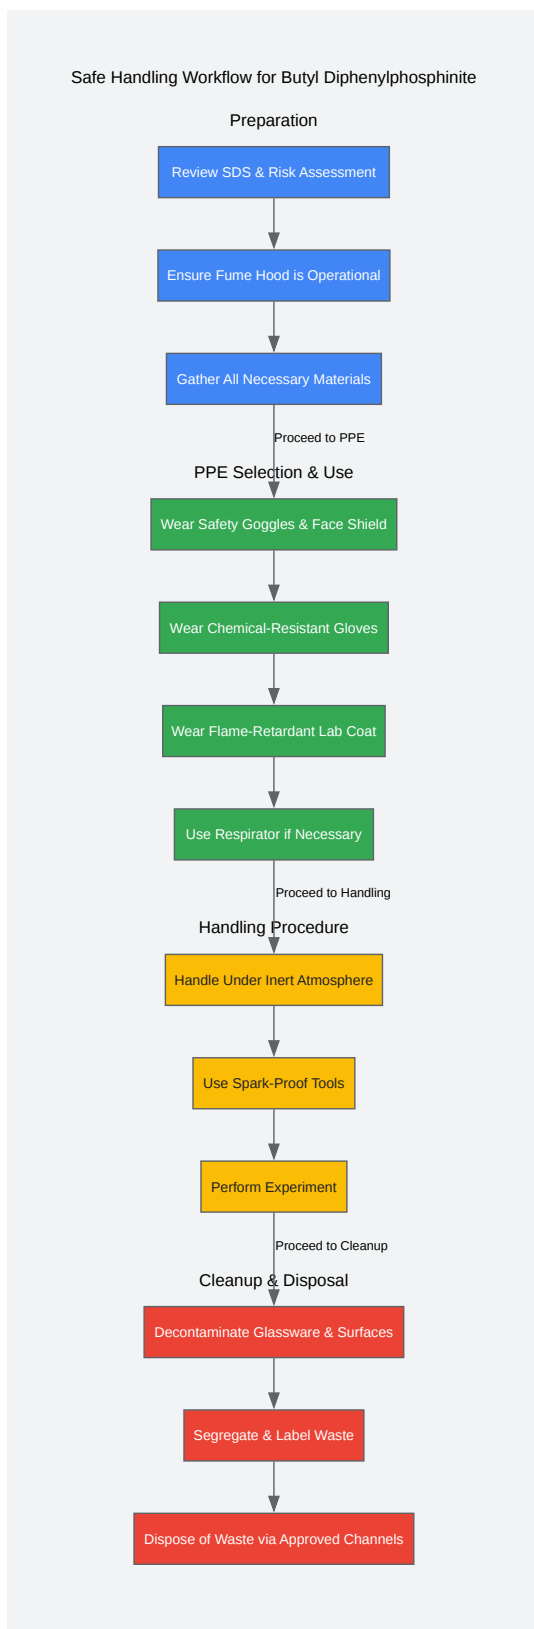 Safe Handling Workflow for Butyl Diphenylphosphinite
Preparation
Review SDS & Risk Assessment
Ensure Fume Hood is Operational
Gather All Necessary Materials
Proceed to PPE
PPE Selection & Use
Wear Safety Goggles & Face Shield
Wear Chemical-Resistant Gloves
Wear Flame-Retardant Lab Coat
Use Respirator if Necessary
Proceed to Handling
Handling Procedure
Handle Under Inert Atmosphere
Use Spark-Proof Tools
Perform Experiment
Proceed to Cleanup
Cleanup & Disposal
Decontaminate Glassware & Surfaces
Segregate & Label Waste
Dispose of Waste via Approved Channels